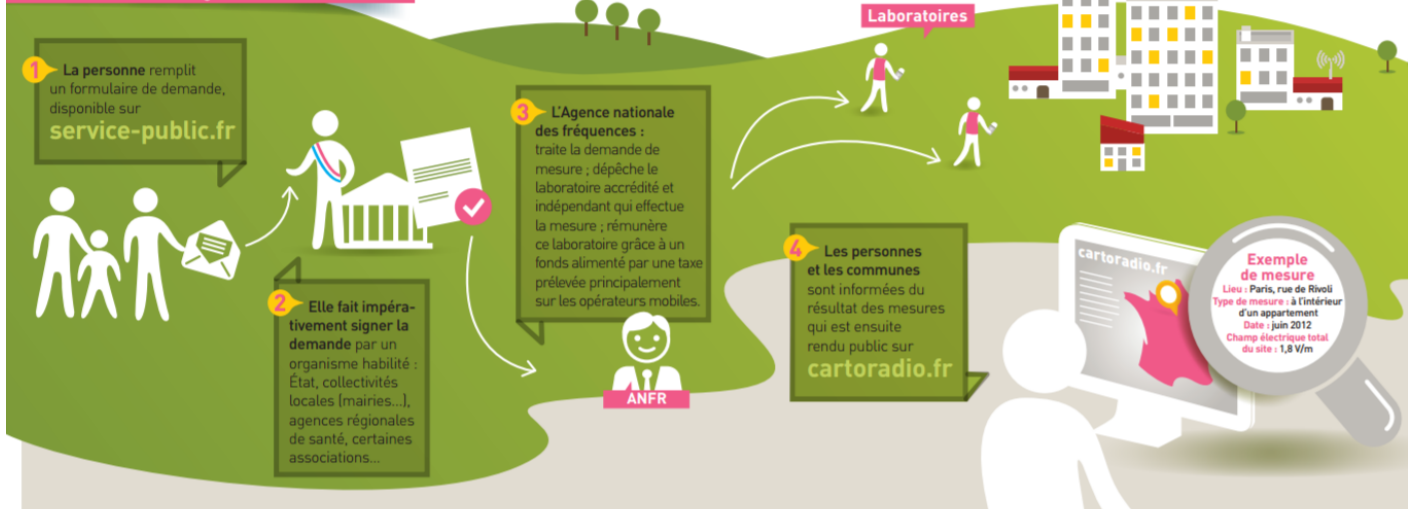 1 La personne remplit
un formulaire de demande,
disponible sur
service-public.fr
2 Elle fait impéra-
tivement signer la
demande par un
organisme habilité :
État, collectivités
locales (mairies...),
agences régionales
de santé, certaines
associations...
3 L'Agence nationale
des fréquences :
traite la demande de
mesure ; dépêche le
laboratoire accrédité et
indépendant qui effectue
la mesure ; rémunère
ce laboratoire grâce à un
fonds alimenté par une taxe
prélevée principalement
sur les opérateurs mobiles.
ANFR
Laboratoires
4 Les personnes
et les communes
sont informées du
résultat des mesures
qui est ensuite
rendu public sur
cartoradio.fr
cartoradio.fr
Exemple
de mesure
Lieu : Paris, rue de Rivoli
Type de mesure : à l'intérieur
d'un appartement
Date : juin 2012
Champ électrique total
du site : 1,8 V/m